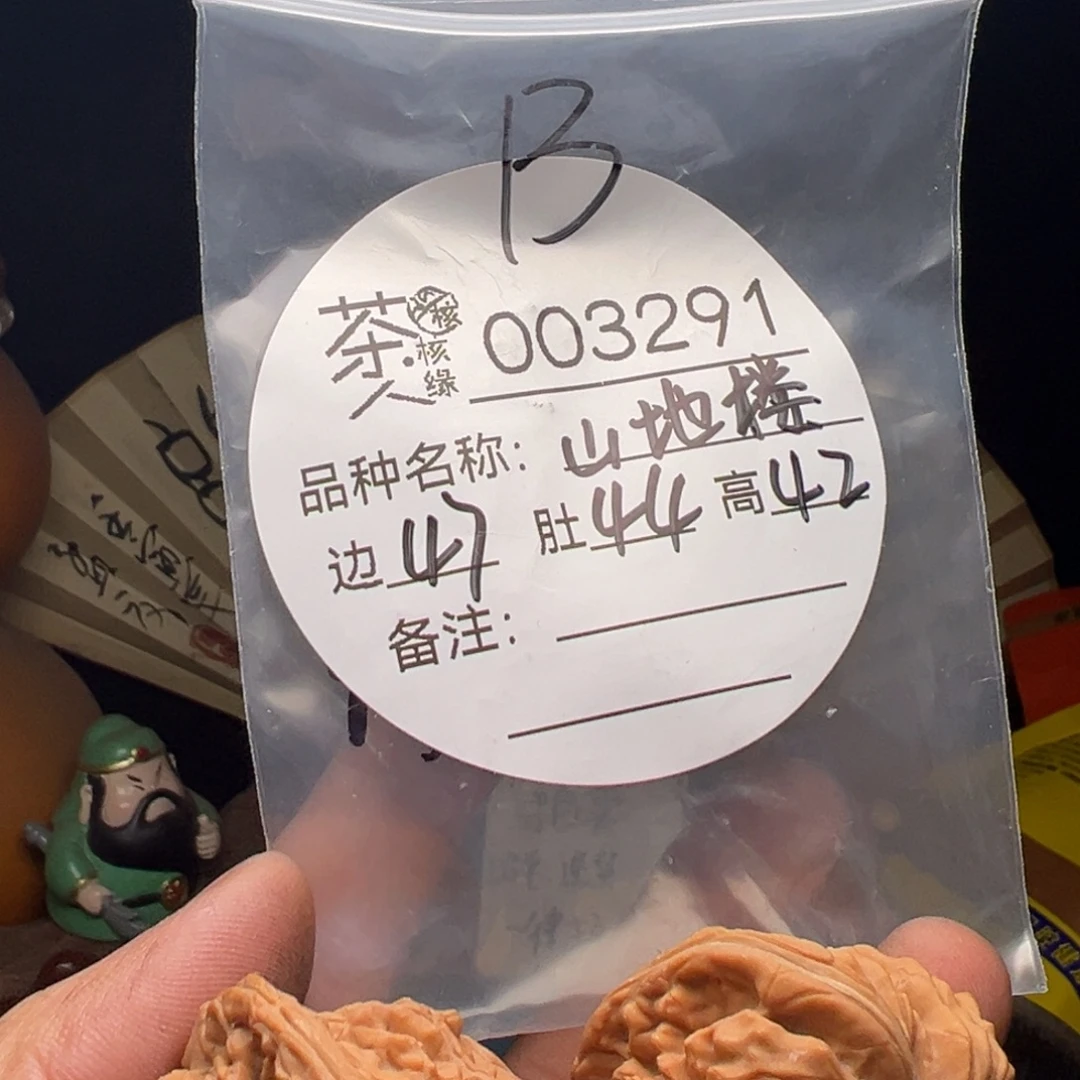 B
茶人 核缘 003291
品种名称: 山地楼
边 47 肚 44 高 42
备注: